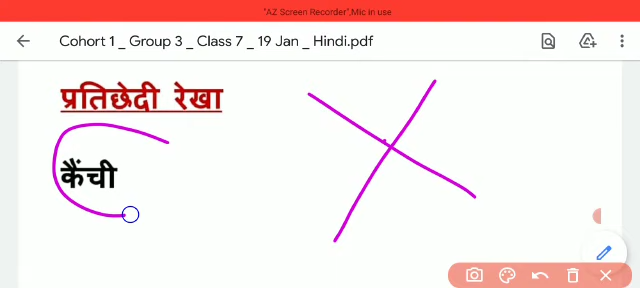 "AZ Screen Recorder",Mic in use
Cohort 1 _ Group 3 _ Class 7 _ 19 Jan _ Hindi.pdf
प्रतिछेदी रेखा
कैंची